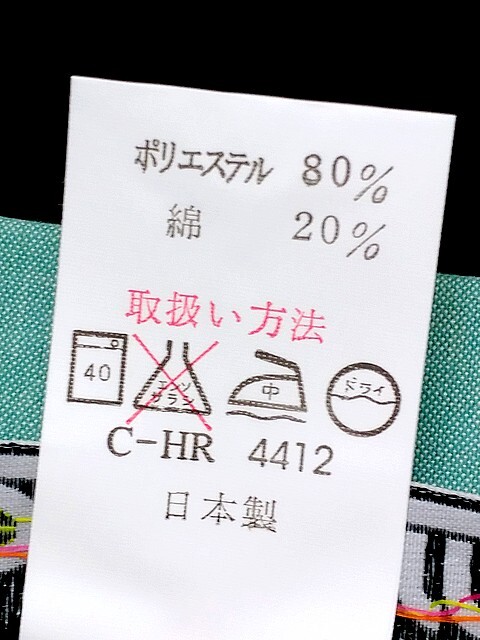 ポリエステル 80%
綿 20%
取扱い方法
40 エンソサラシ 中 ドライ
C-HR 4412
日本製